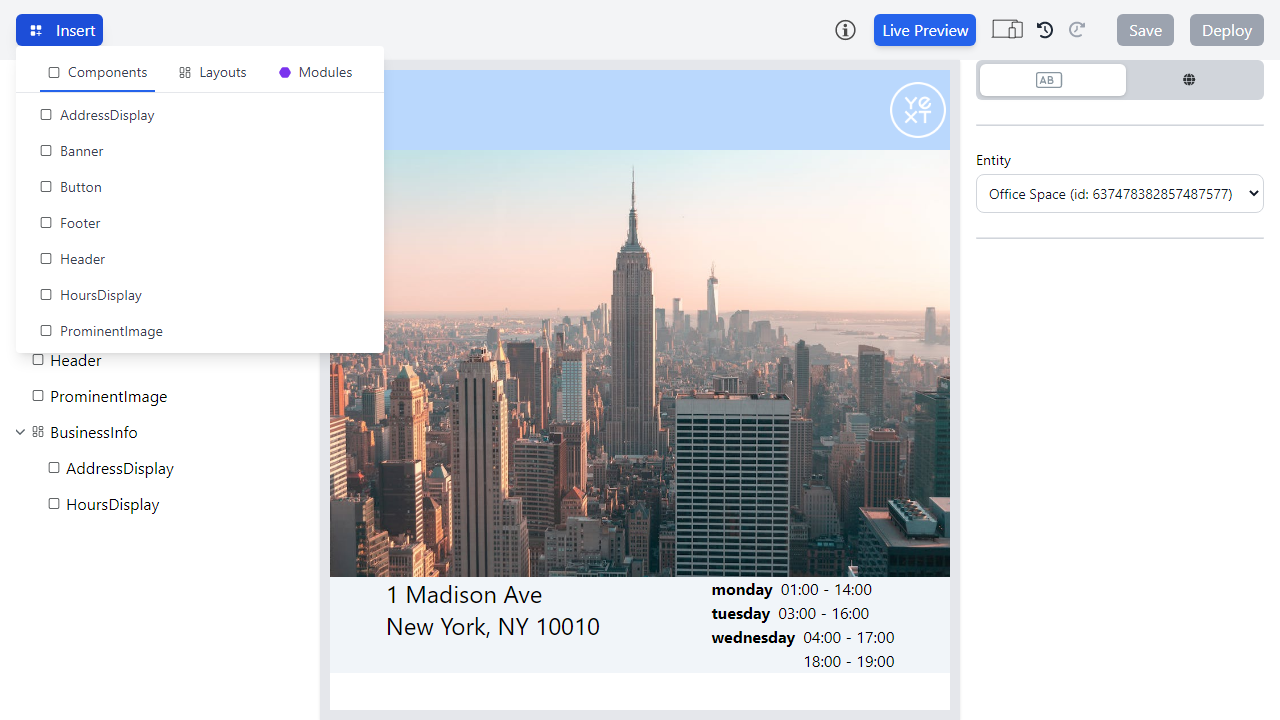 Insert
Live Preview
Save
Deploy
Components
Layouts
Modules
AddressDisplay
Banner
Button
Footer
Header
HoursDisplay
ProminentImage
Header
ProminentImage
BusinessInfo
AddressDisplay
HoursDisplay
YEXT
1 Madison Ave
New York, NY 10010
monday 01:00 - 14:00
tuesday 03:00 - 16:00
wednesday 04:00 - 17:00
18:00 - 19:00
AB
Entity
Office Space (id: 637478382857487577)